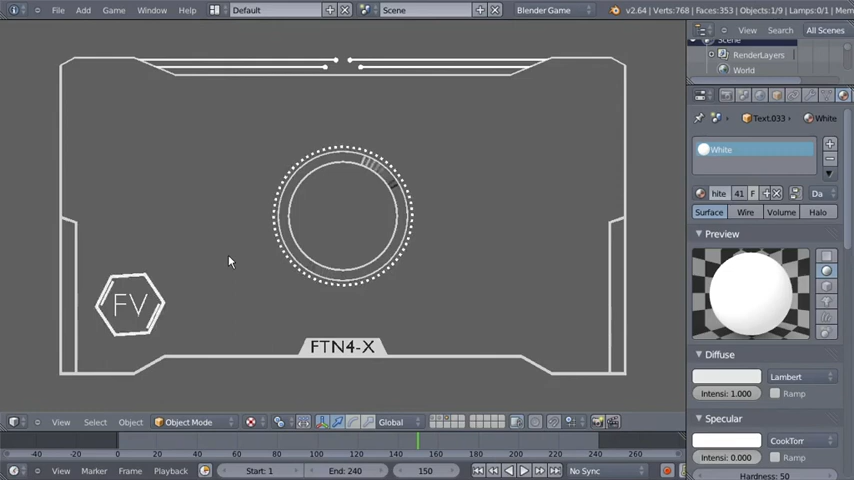 File Add Game Window Help Default Scene Blender Game v2.64 | Verts:768 | Faces:353 | Objects:1/9 | Lamps:0/1 |
View Search All Scenes
Scene
RenderLayers
World
Text.033 White
White
hite 41 F Da
Surface Wire Volume Halo
Preview
FV
FTN4-X
Diffuse
Lambert
Intensi: 1.000 Ramp
Specular
CookTorr
Intensi: 0.000 Ramp
Hardness: 50
View Select Object Object Mode Global
-40 -20 0 20 40 60 80 100 120 140 160 180 200 220 240 260
View Marker Frame Playback Start: 1 End: 240 150 No Sync